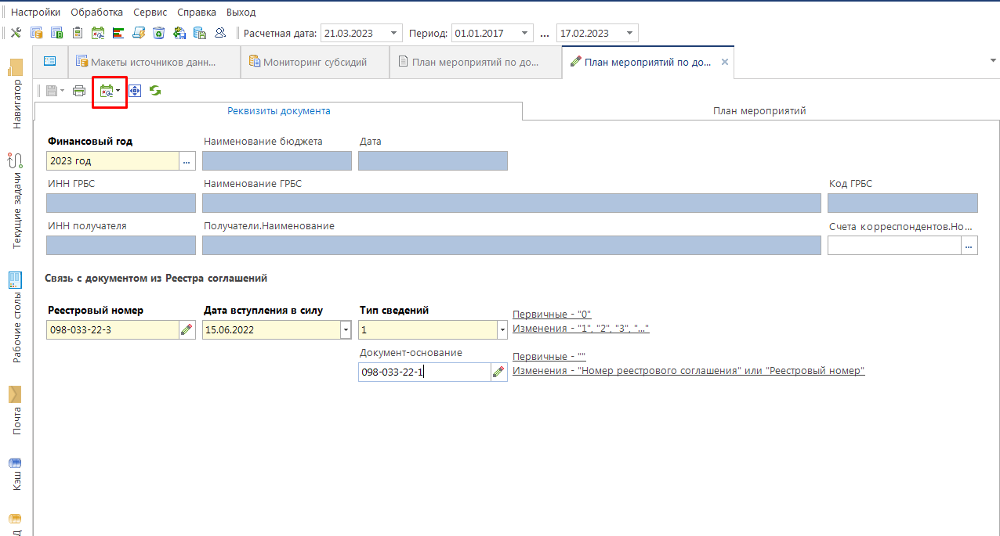 Настройки Обработка Сервис Справка Выход
Расчетная дата: 21.03.2023 Период: 01.01.2017 ... 17.02.2023
Макеты источников данн... Мониторинг субсидий План мероприятий по до... План мероприятий по до...
Навигатор
Текущие задачи
Рабочие столы
Почта
Кэш
Реквизиты документа План мероприятий
Финансовый год Наименование бюджета Дата
2023 год ...
ИНН ГРБС Наименование ГРБС Код ГРБС
ИНН получателя Получатели.Наименование Счета корреспондентов.Но...
...
Связь с документом из Реестра соглашений
Реестровый номер Дата вступления в силу Тип сведений
Первичные - "0"
098-033-22-3 15.06.2022 1 Изменения - "1", "2", "3", "..."
Документ-основание Первичные - ""
098-033-22-1 Изменения - "Номер реестрового соглашения" или "Реестровый номер"